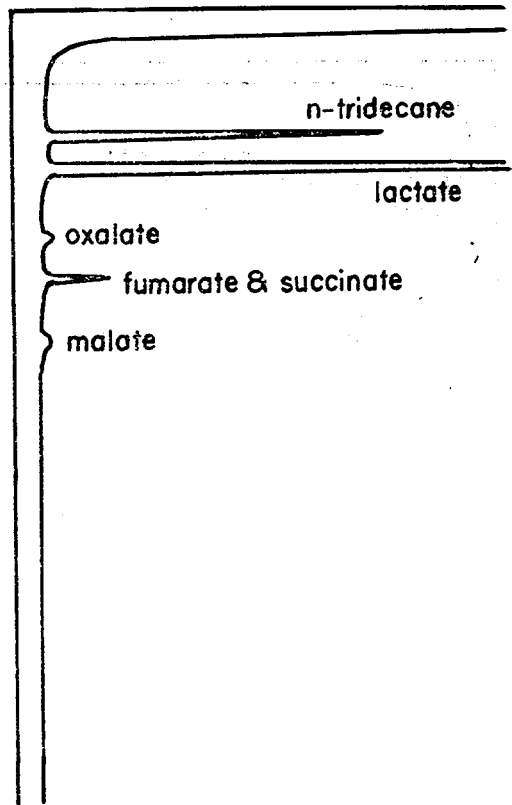 n-tridecane
lactate
oxalate
fumarate & succinate
malate